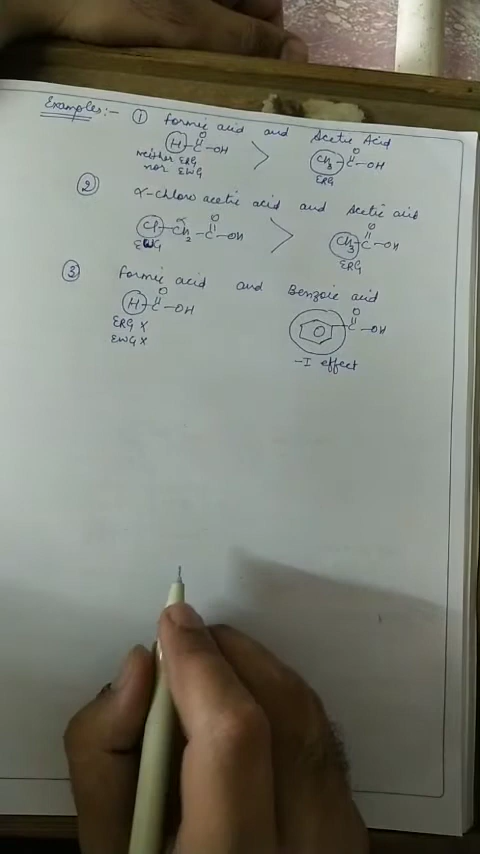 Examples:- ① Formic acid and Acetic Acid
H-C-OH > CH3-C-OH
O O
neither ERG ERG
nor EWG
② α-chloro acetic acid and Acetic acid
α O O
Cl-CH2-C-OH > CH3-C-OH
EWG ERG
③ Formic acid and Benzoic acid
O O
H-C-OH C-OH
ERG X
EWG X
-I effect